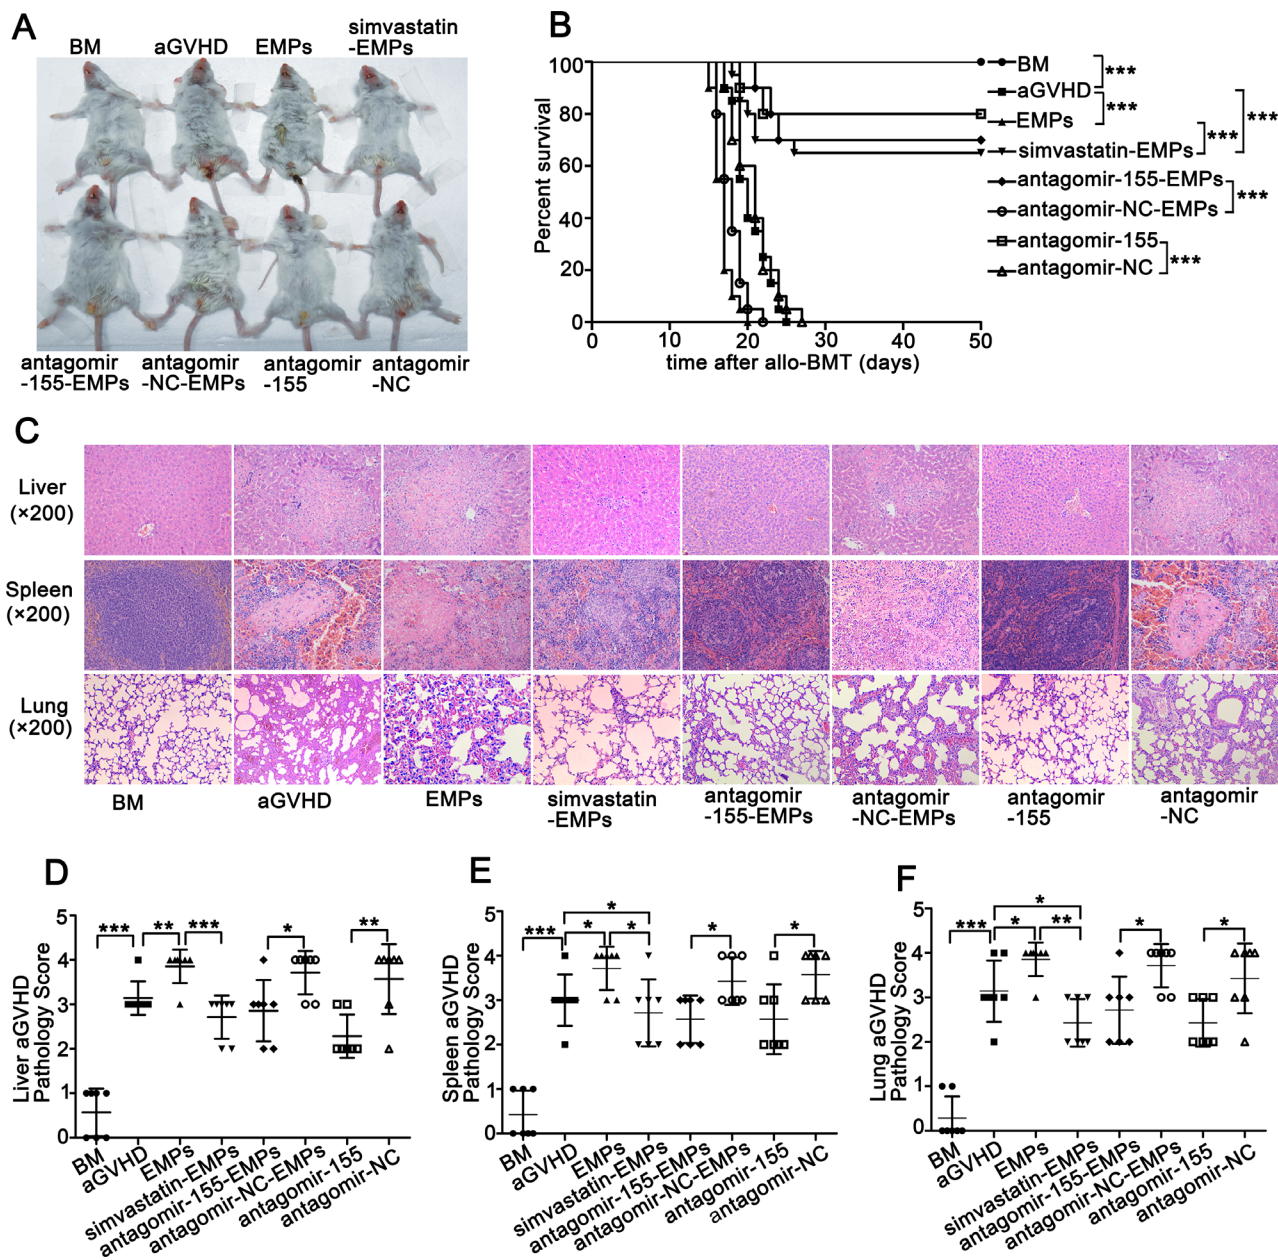 A
BM
aGVHD
EMPs
simvastatin
-EMPs
antagomir
-155-EMPs
antagomir
-NC-EMPs
antagomir
-155
antagomir
-NC
B
Percent survival
100
80
60
40
20
0
0
10
20
30
40
50
time after allo-BMT (days)
BM
aGVHD
EMPs
simvastatin-EMPs
antagomir-155-EMPs
antagomir-NC-EMPs
antagomir-155
antagomir-NC
***
***
***
***
***
***
C
Liver
(×200)
Spleen
(×200)
Lung
(×200)
BM
aGVHD
EMPs
simvastatin
-EMPs
antagomir
-155-EMPs
antagomir
-NC-EMPs
antagomir
-155
antagomir
-NC
D
Liver aGVHD
Pathology Score
5
4
3
2
1
0
***
**
***
*
**
BM
aGVHD
EMPs
simvastatin-EMPs
antagomir-155-EMPs
antagomir-NC-EMPs
antagomir-155
antagomir-NC
E
Spleen aGVHD
Pathology Score
5
4
3
2
1
0
***
*
*
*
*
*
BM
aGVHD
EMPs
simvastatin-EMPs
antagomir-155-EMPs
antagomir-NC-EMPs
antagomir-155
antagomir-NC
F
Lung aGVHD
Pathology Score
5
4
3
2
1
0
***
*
*
**
*
*
BM
aGVHD
EMPs
simvastatin-EMPs
antagomir-155-EMPs
antagomir-NC-EMPs
antagomir-155
antagomir-NC